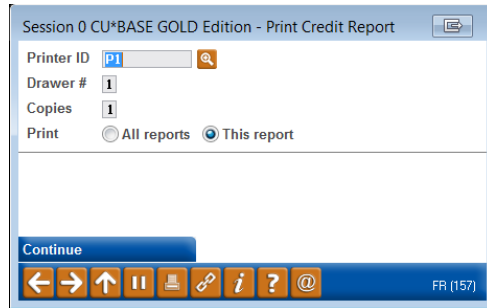 Session 0 CU*BASE GOLD Edition - Print Credit Report
Printer ID P1
Drawer # 1
Copies 1
Print All reports This report
Continue
i ? @ FR (157)